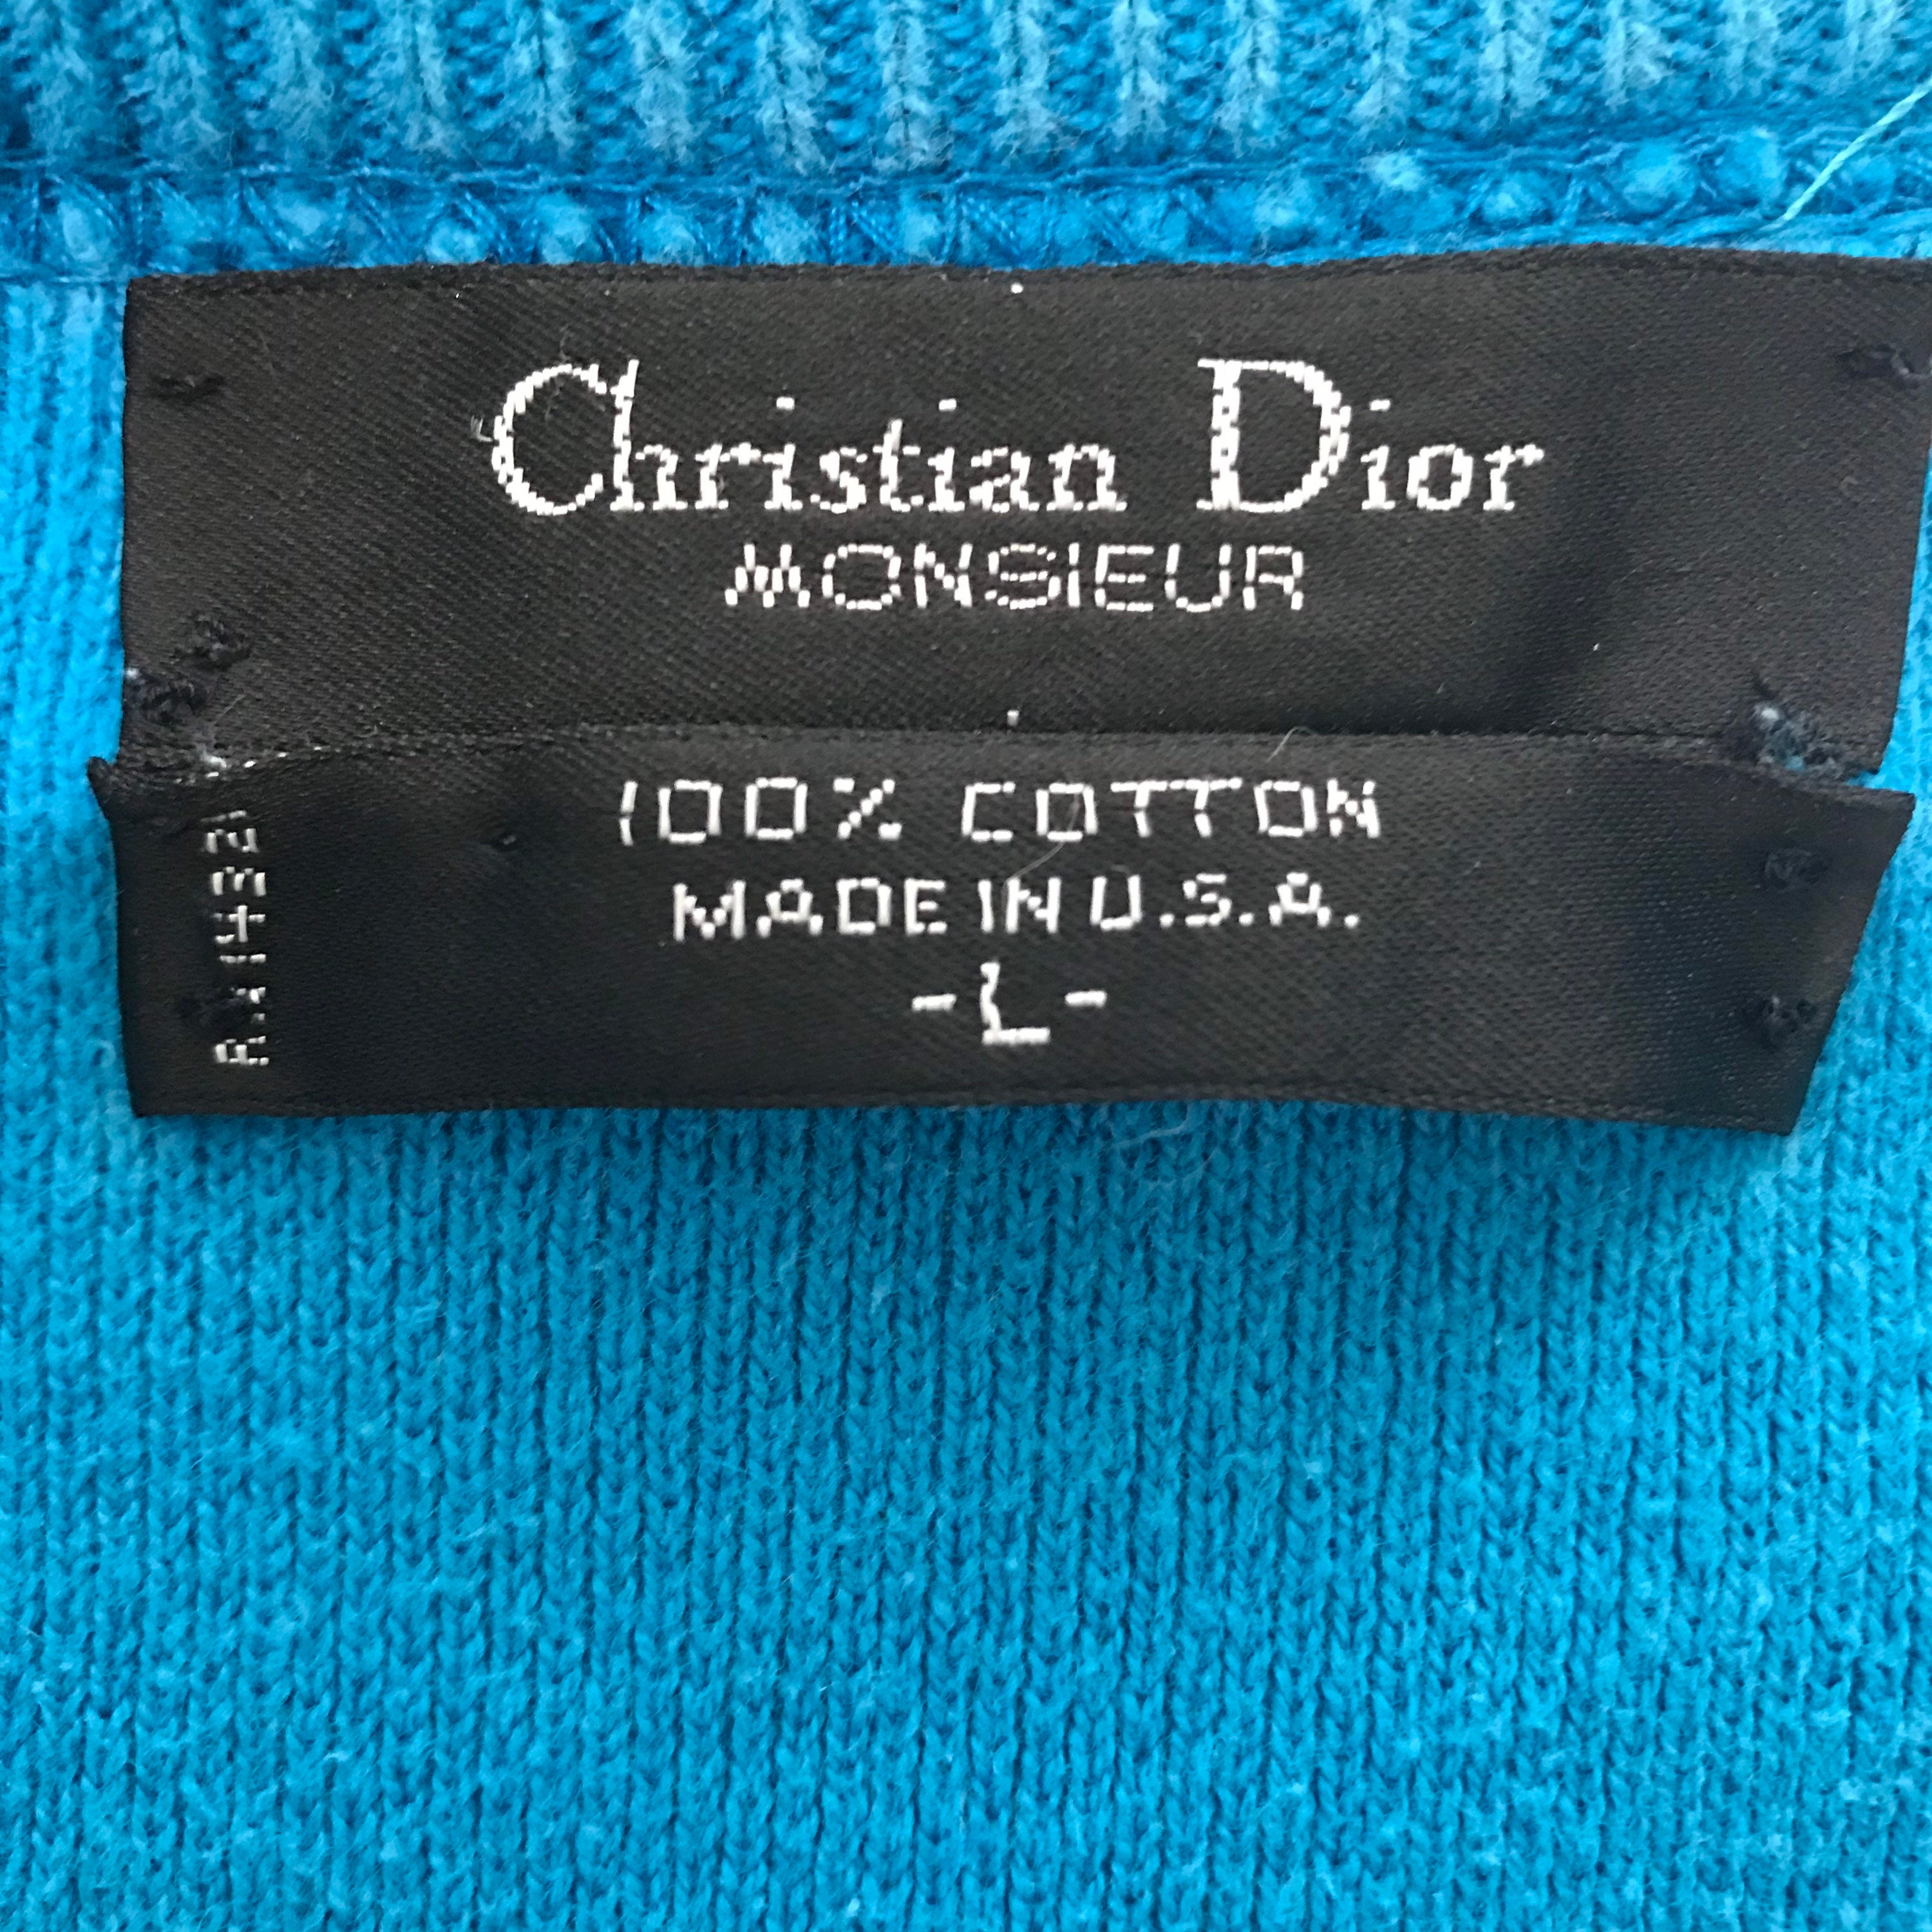 Christian Dior
MONSIEUR
100% COTTON
MADE IN U.S.A.
-L-